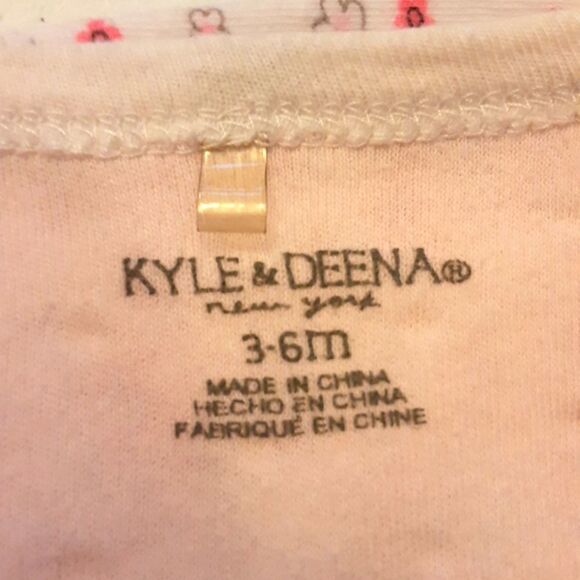 KYLE & DEENA®
new york
3-6m
MADE IN CHINA
HECHO EN CHINA
FABRIQUÉ EN CHINE